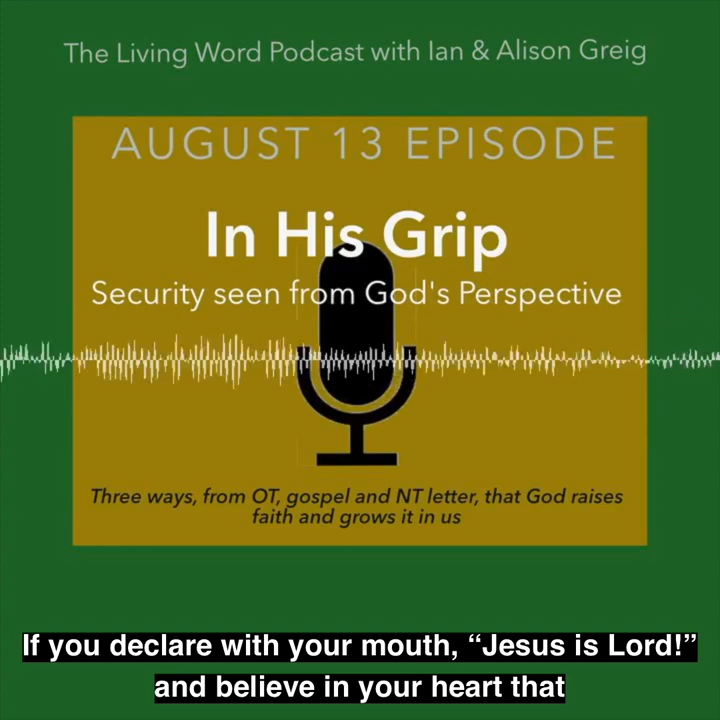 The Living Word Podcast with Ian & Alison Greig
AUGUST 13 EPISODE
In His Grip
Security seen from God's Perspective
Three ways, from OT, gospel and NT letter, that God raises
faith and grows it in us
If you declare with your mouth, “Jesus is Lord!”
and believe in your heart that